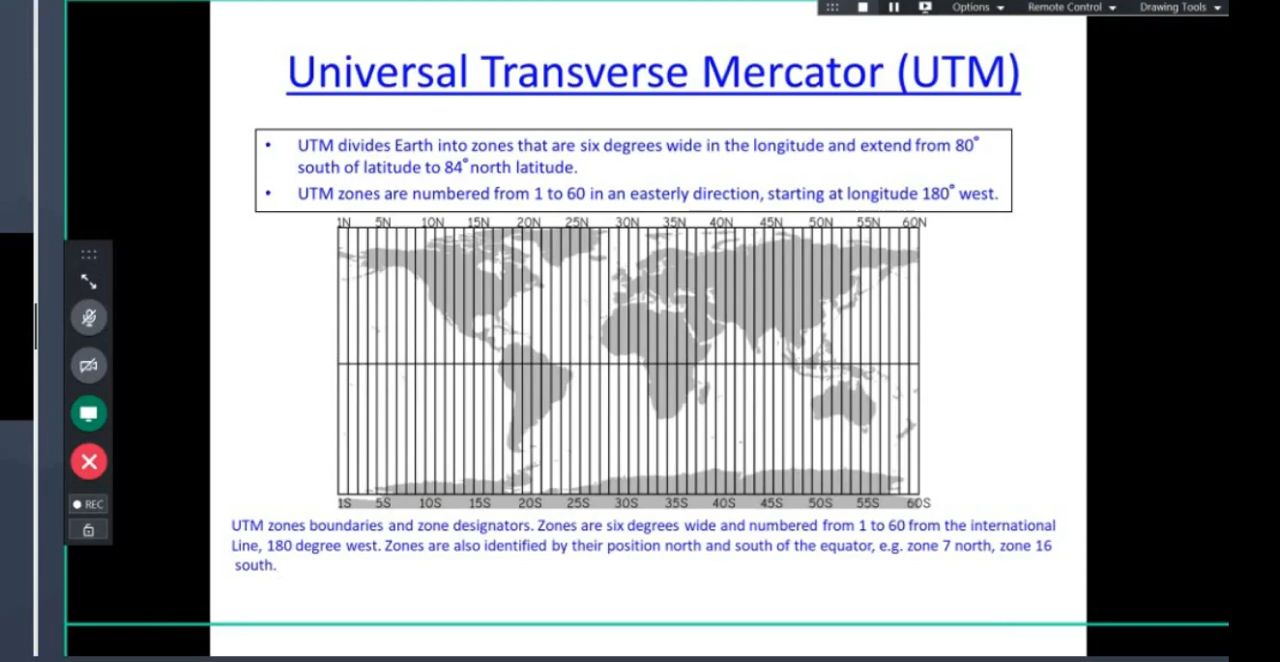 Options Remote Control Drawing Tools
Universal Transverse Mercator (UTM)
• UTM divides Earth into zones that are six degrees wide in the longitude and extend from 80°
south of latitude to 84° north latitude.
• UTM zones are numbered from 1 to 60 in an easterly direction, starting at longitude 180° west.
1N 5N 10N 15N 20N 25N 30N 35N 40N 45N 50N 55N 60N
1S 5S 10S 15S 20S 25S 30S 35S 40S 45S 50S 55S 60S
REC
UTM zones boundaries and zone designators. Zones are six degrees wide and numbered from 1 to 60 from the international
Line, 180 degree west. Zones are also identified by their position north and south of the equator, e.g. zone 7 north, zone 16
south.